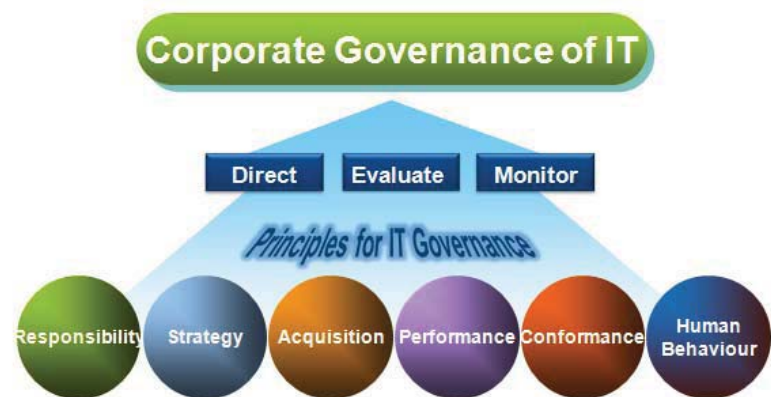 Corporate Governance of IT
Direct Evaluate Monitor
Principles for IT Governance
Responsibility Strategy Acquisition Performance Conformance Human Behaviour